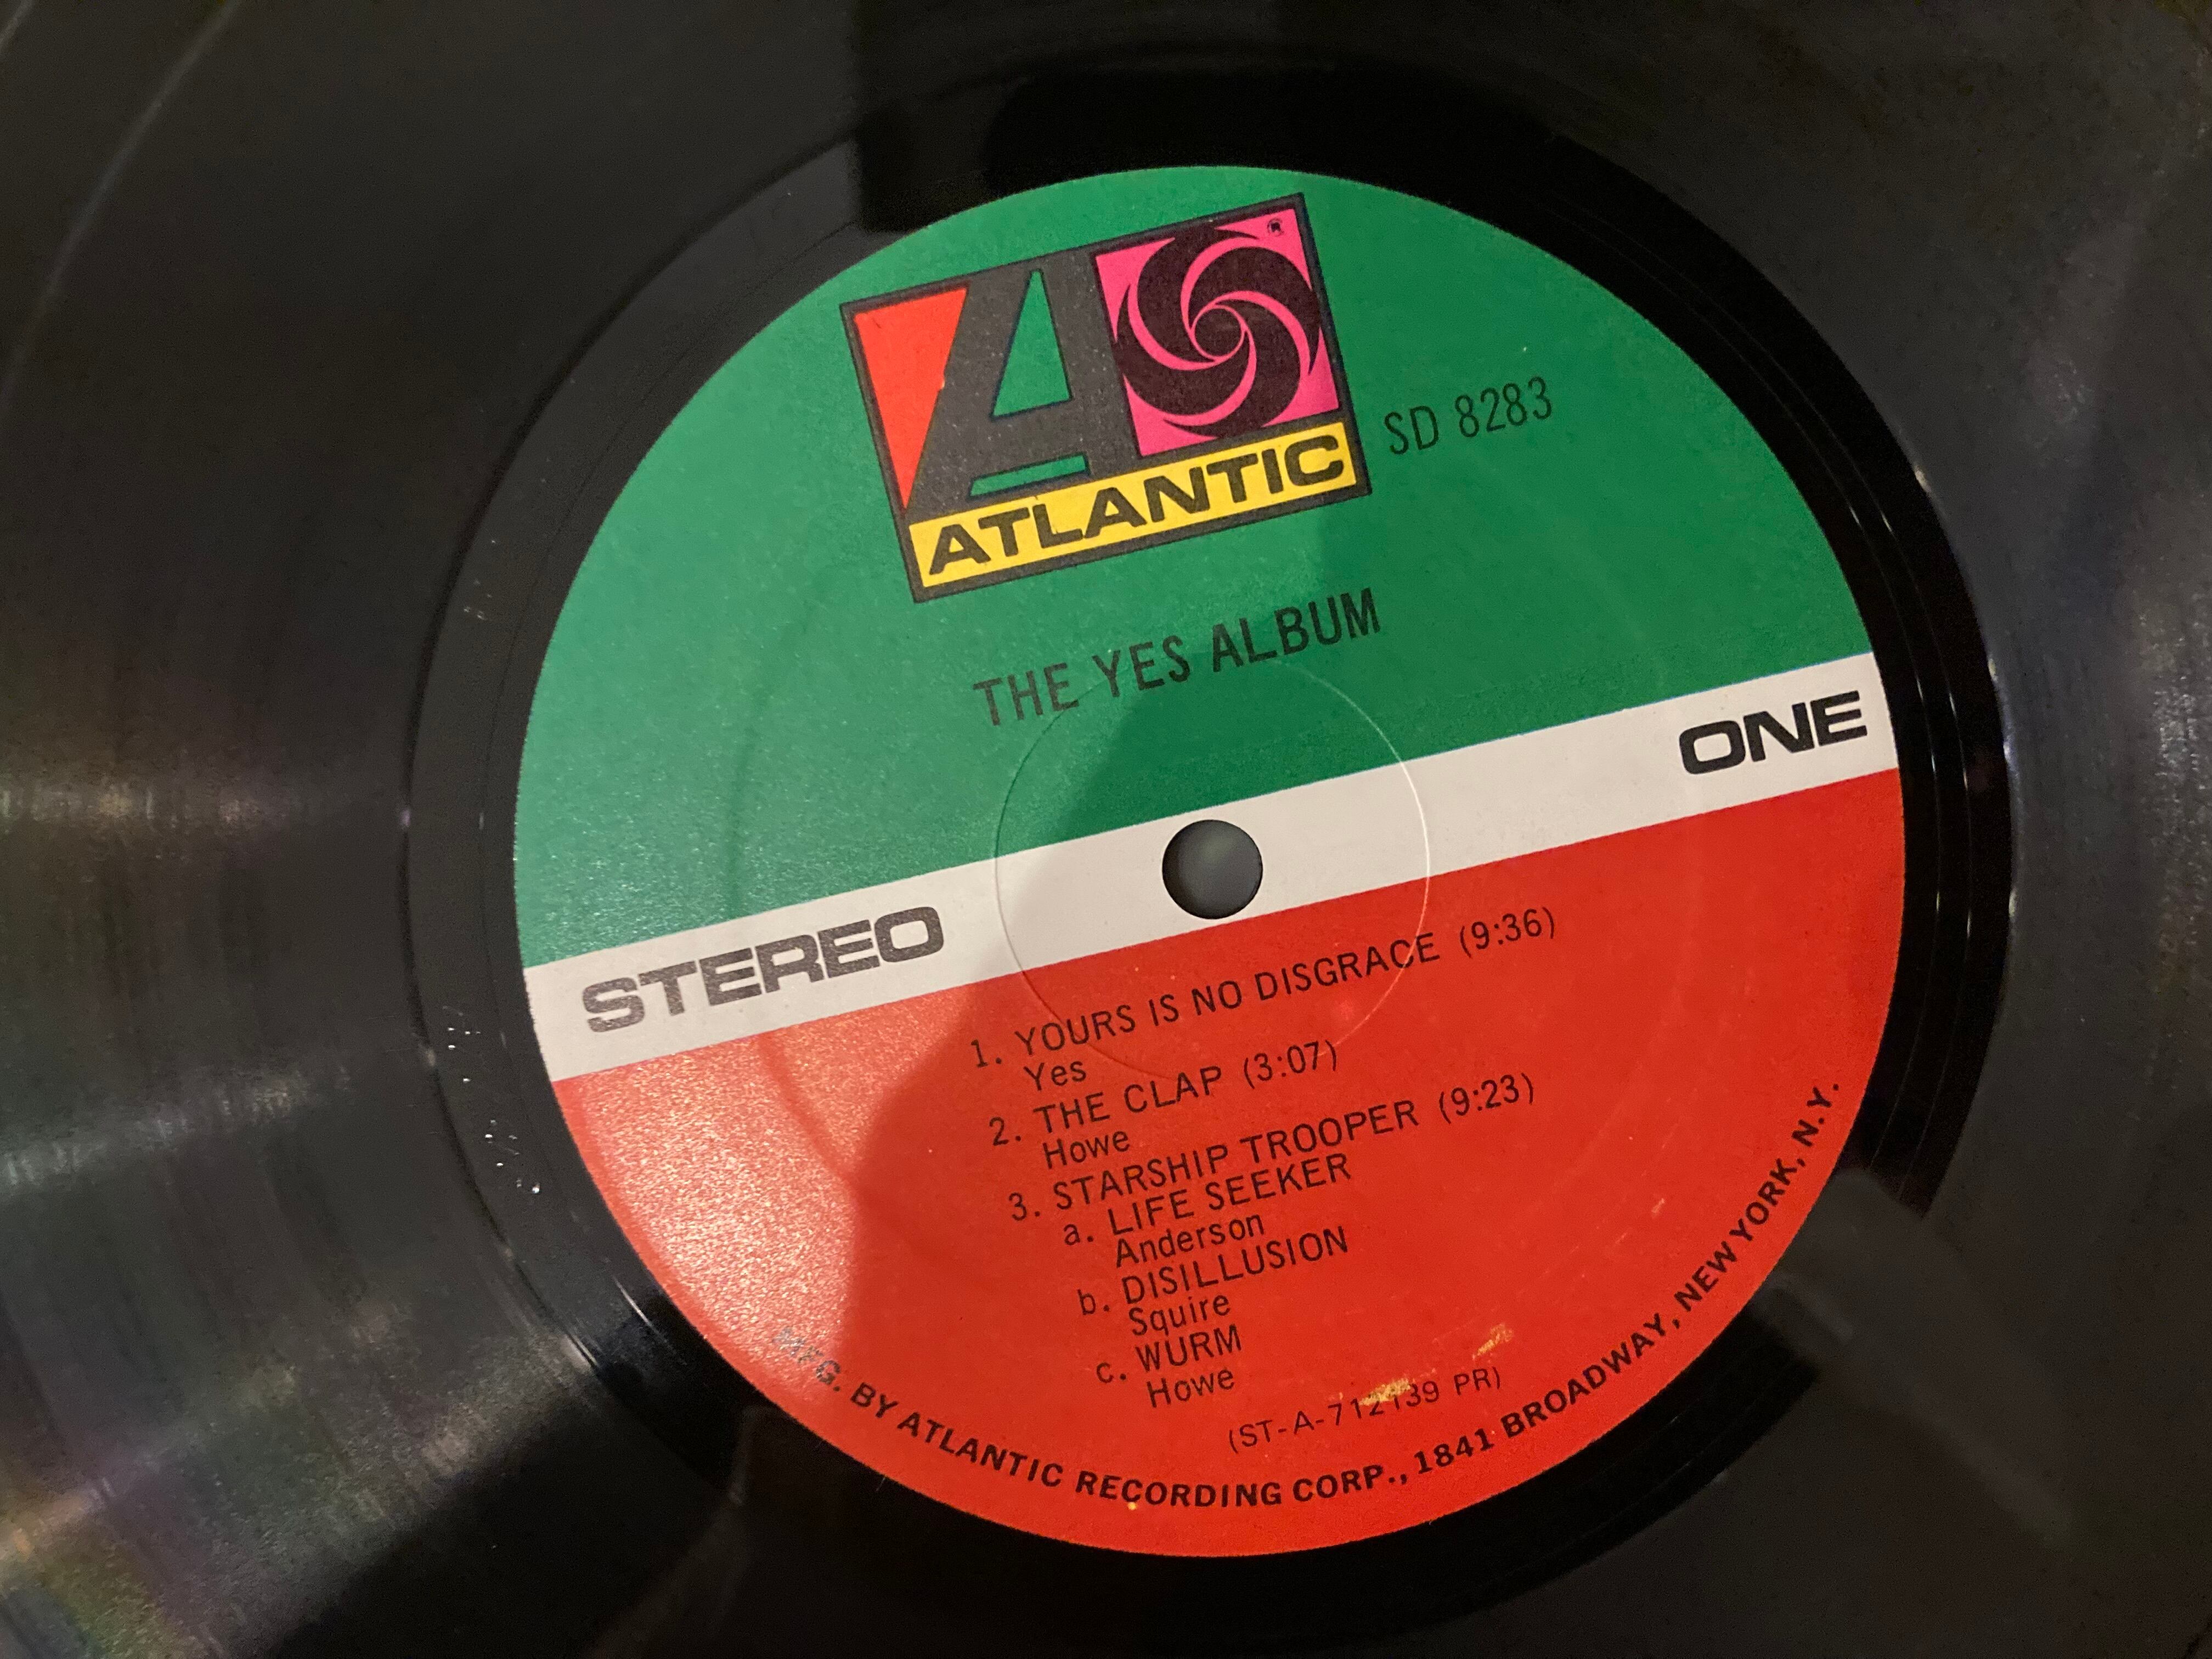 ATLANTIC
SD 8283
THE YES ALBUM
STEREO
ONE
1. YOURS IS NO DISGRACE (9:36)
Yes
2. THE CLAP (3:07)
Howe
3. STARSHIP TROOPER (9:23)
a. LIFE SEEKER
Anderson
b. DISILLUSION
Squire
c. WURM
Howe
(ST-A-712139 PR)
MFG. BY ATLANTIC RECORDING CORP., 1841 BROADWAY, NEW YORK, N.Y.